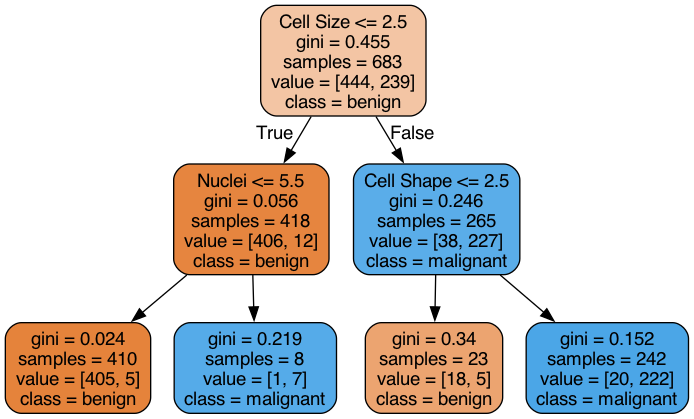 Cell Size <= 2.5
gini = 0.455
samples = 683
value = [444, 239]
class = benign
True
False
Nuclei <= 5.5
gini = 0.056
samples = 418
value = [406, 12]
class = benign
Cell Shape <= 2.5
gini = 0.246
samples = 265
value = [38, 227]
class = malignant
gini = 0.024
samples = 410
value = [405, 5]
class = benign
gini = 0.219
samples = 8
value = [1, 7]
class = malignant
gini = 0.34
samples = 23
value = [18, 5]
class = benign
gini = 0.152
samples = 242
value = [20, 222]
class = malignant